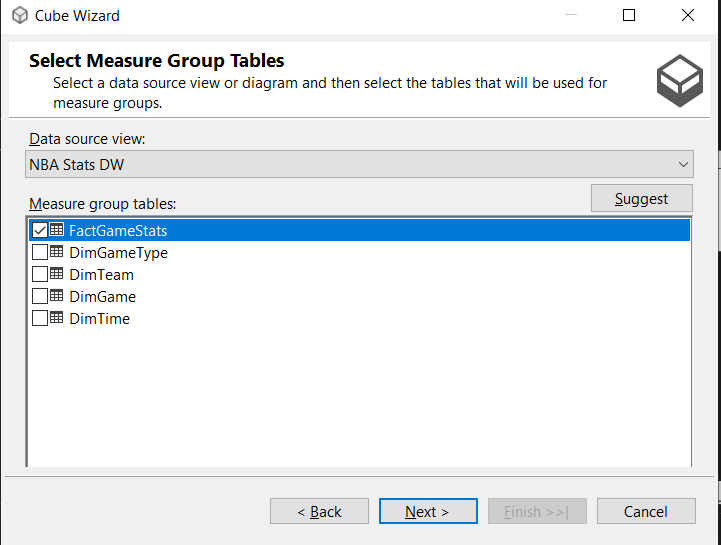 Cube Wizard
Select Measure Group Tables
Select a data source view or diagram and then select the tables that will be used for
measure groups.
Data source view:
NBA Stats DW
Measure group tables:
Suggest
FactGameStats
DimGameType
DimTeam
DimGame
DimTime
< Back
Next >
Finish >>|
Cancel